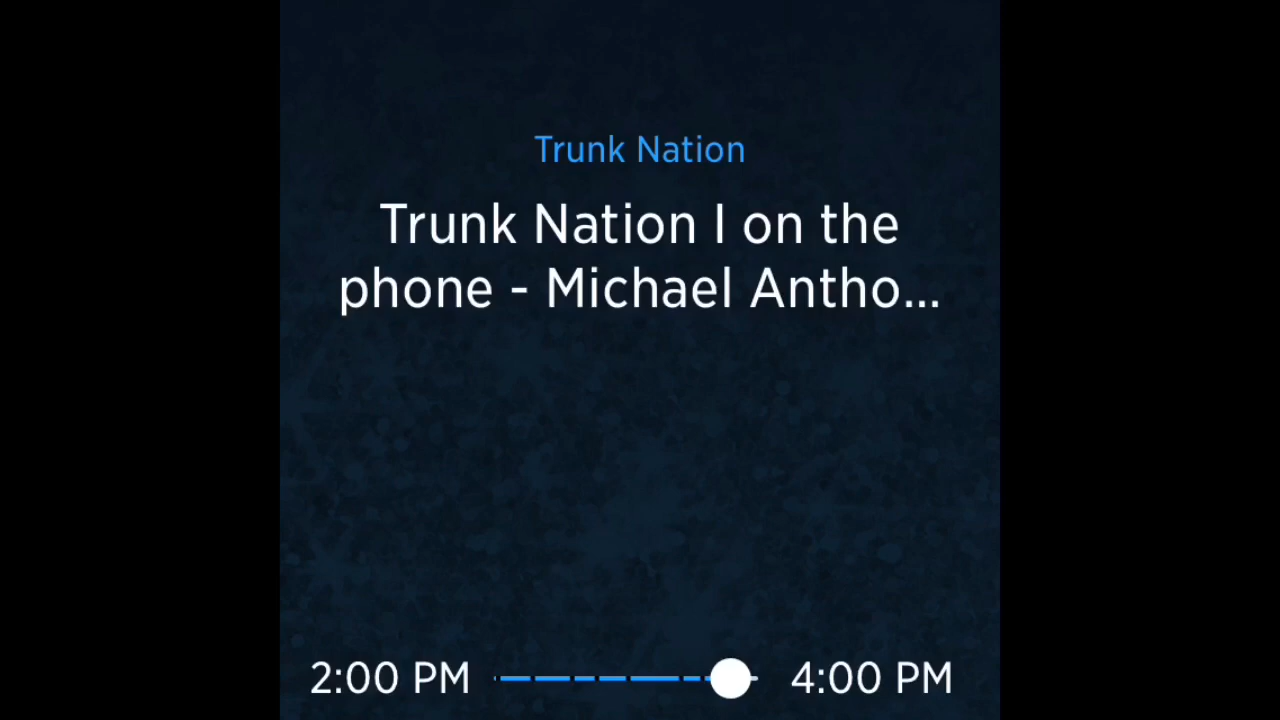 Trunk Nation
Trunk Nation I on the
phone - Michael Antho...
2:00 PM 4:00 PM